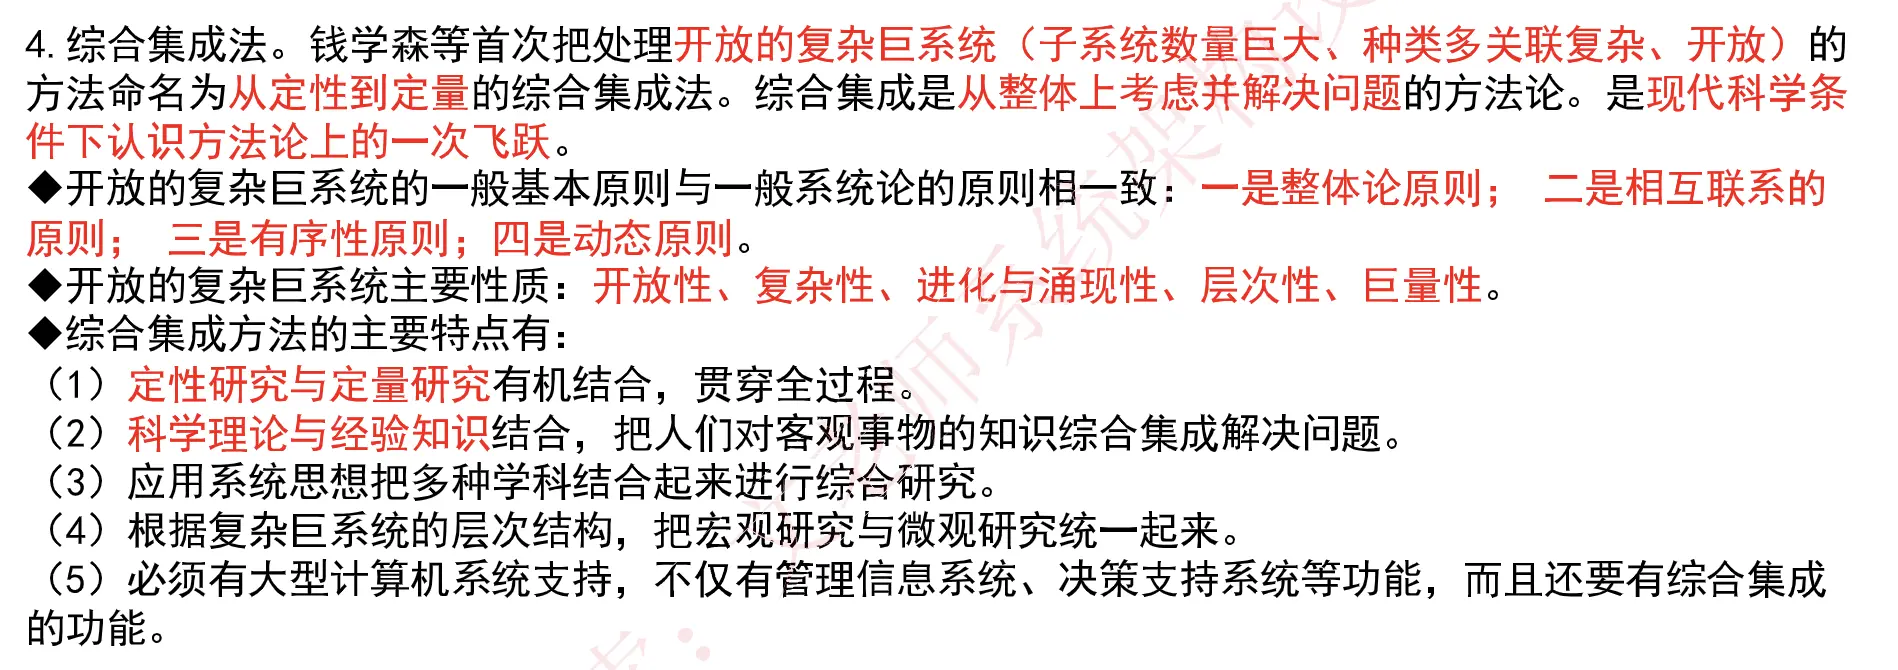 4.综合集成法。钱学森等首次把处理开放的复杂巨系统（子系统数量巨大、种类多关联复杂、开放）的
方法命名为从定性到定量的综合集成法。综合集成是从整体上考虑并解决问题的方法论。是现代科学条
件下认识方法论上的一次飞跃。
◆开放的复杂巨系统的一般基本原则与一般系统论的原则相一致：一是整体论原则； 二是相互联系的
原则； 三是有序性原则；四是动态原则。
◆开放的复杂巨系统主要性质：开放性、复杂性、进化与涌现性、层次性、巨量性。
◆综合集成方法的主要特点有：
（1）定性研究与定量研究有机结合，贯穿全过程。
（2）科学理论与经验知识结合，把人们对客观事物的知识综合集成解决问题。
（3）应用系统思想把多种学科结合起来进行综合研究。
（4）根据复杂巨系统的层次结构，把宏观研究与微观研究统一起来。
（5）必须有大型计算机系统支持，不仅有管理信息系统、决策支持系统等功能，而且还要有综合集成
的功能。
老师系统架构